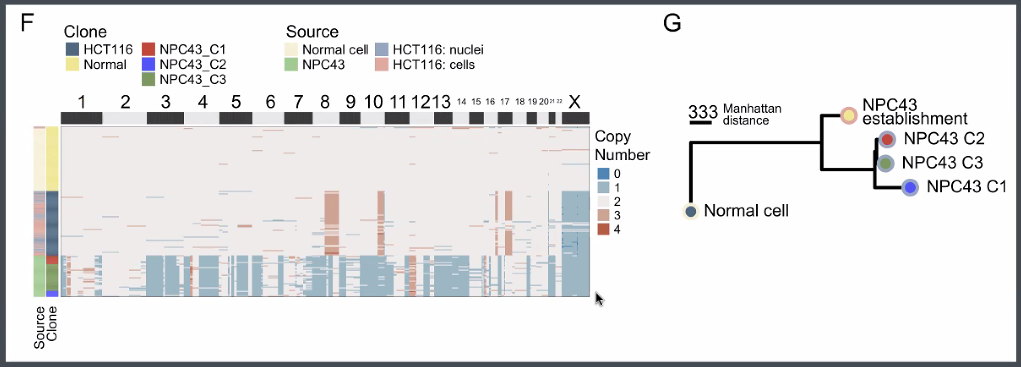 F
Clone
HCT116
Normal
NPC43_C1
NPC43_C2
NPC43_C3
Source
Normal cell
NPC43
HCT116: nuclei
HCT116: cells
1 2 3 4 5 6 7 8 9 10 11 12 13 14 15 16 17 18 19 20 21 22 X
Copy
Number
0
1
2
3
4
Source
Clone
G
333 Manhattan
distance
NPC43
establishment
NPC43 C2
NPC43 C3
NPC43 C1
Normal cell